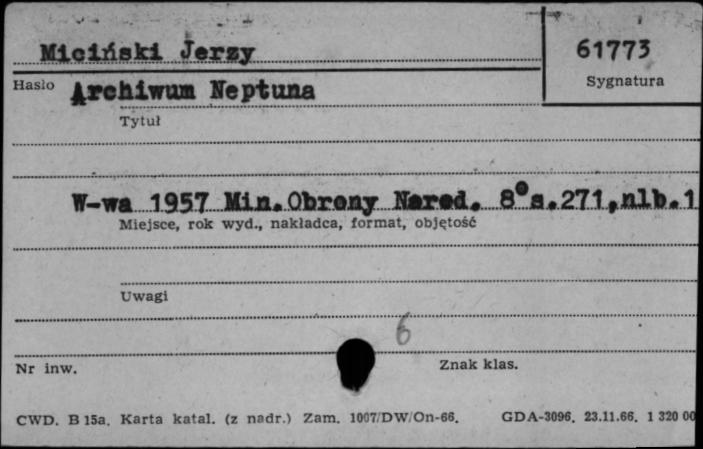 Miciński Jerzy
61773
Sygnatura
Hasło
Archiwum Neptuna
Tytuł
W-wa 1957 Min.Obrony Narod. 8° s.271,nlb.1
Miejsce, rok wyd., nakładca, format, objętość
Uwagi
6
Nr inw.
Znak klas.
CWD. B 15a. Karta katal. (z nadr.) Zam. 1007/DW/On-66. GDA-3096. 23.11.66. 1 320 00